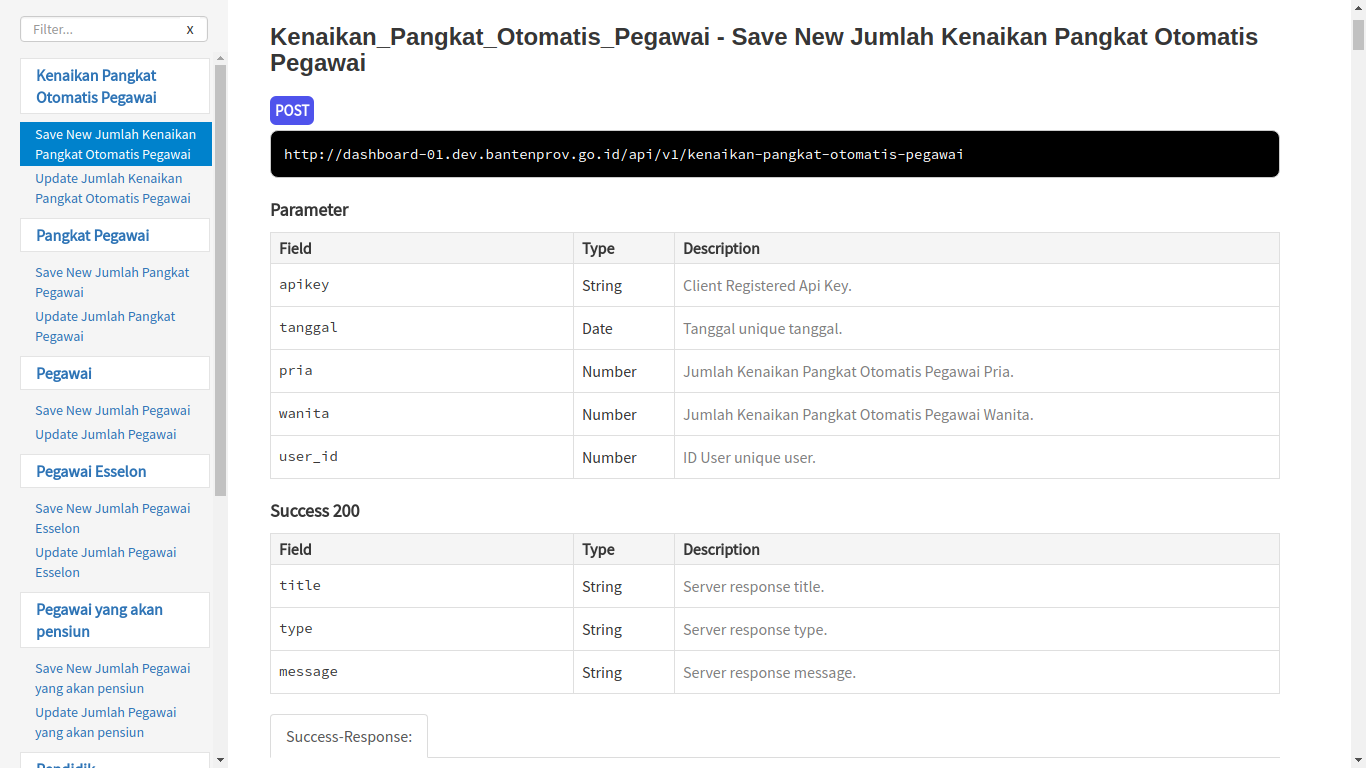 Filter...
x
Kenaikan Pangkat
Otomatis Pegawai
Save New Jumlah Kenaikan
Pangkat Otomatis Pegawai
Update Jumlah Kenaikan
Pangkat Otomatis Pegawai
Pangkat Pegawai
Save New Jumlah Pangkat
Pegawai
Update Jumlah Pangkat
Pegawai
Pegawai
Save New Jumlah Pegawai
Update Jumlah Pegawai
Pegawai Esselon
Save New Jumlah Pegawai
Esselon
Update Jumlah Pegawai
Esselon
Pegawai yang akan
pensiun
Save New Jumlah Pegawai
yang akan pensiun
Update Jumlah Pegawai
yang akan pensiun
Pendidik
Kenaikan_Pangkat_Otomatis_Pegawai - Save New Jumlah Kenaikan Pangkat Otomatis
Pegawai
POST
http://dashboard-01.dev.bantenprov.go.id/api/v1/kenaikan-pangkat-otomatis-pegawai
Parameter
Field Type Description
apikey String Client Registered Api Key.
tanggal Date Tanggal unique tanggal.
pria Number Jumlah Kenaikan Pangkat Otomatis Pegawai Pria.
wanita Number Jumlah Kenaikan Pangkat Otomatis Pegawai Wanita.
user_id Number ID User unique user.
Success 200
Field Type Description
title String Server response title.
type String Server response type.
message String Server response message.
Success-Response: